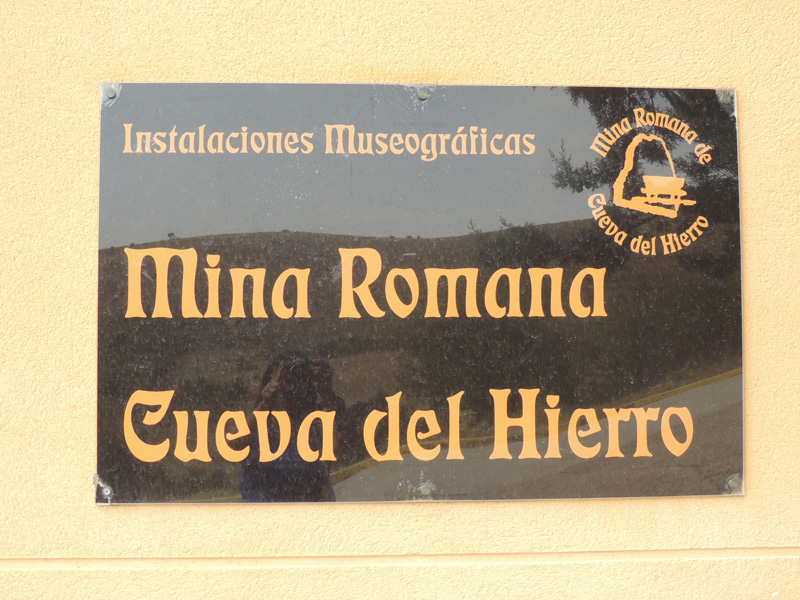 Instalaciones Museográficas
Mina Romana de
Cueva del Hierro
Mina Romana
Cueva del Hierro